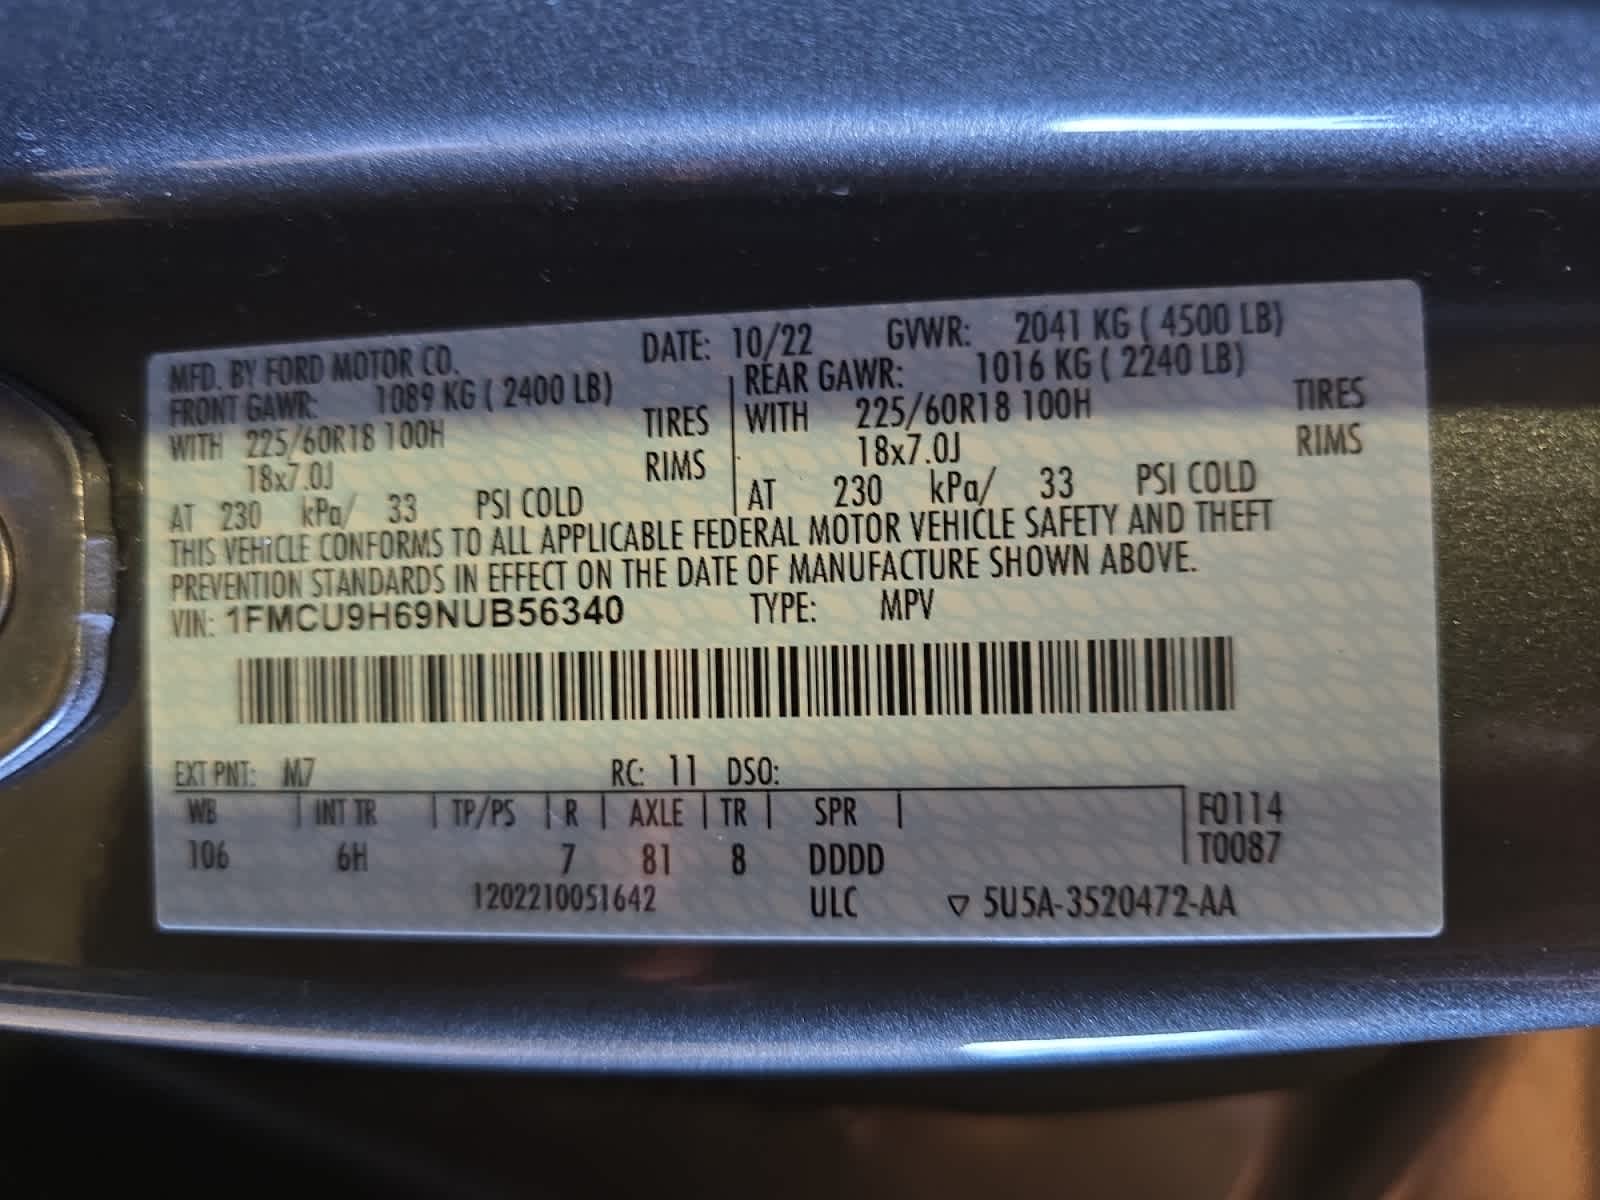 MFD. BY FORD MOTOR CO. DATE: 10/22 GVWR: 2041 KG ( 4500 LB)
FRONT GAWR: 1089 KG ( 2400 LB) REAR GAWR: 1016 KG ( 2240 LB)
WITH 225/60R18 100H TIRES WITH 225/60R18 100H TIRES
18x7.0J RIMS 18x7.0J RIMS
AT 230 kPa/ 33 PSI COLD AT 230 kPa/ 33 PSI COLD
THIS VEHICLE CONFORMS TO ALL APPLICABLE FEDERAL MOTOR VEHICLE SAFETY AND THEFT
PREVENTION STANDARDS IN EFFECT ON THE DATE OF MANUFACTURE SHOWN ABOVE.
VIN: 1FMCU9H69NUB56340 TYPE: MPV
EXT PNT: M7 RC: 11 DSO:
WB INT TR TP/PS R AXLE TR SPR F0114
106 6H 7 81 8 DDDD T0087
1202210051642 ULC ▽ 5U5A-3520472-AA